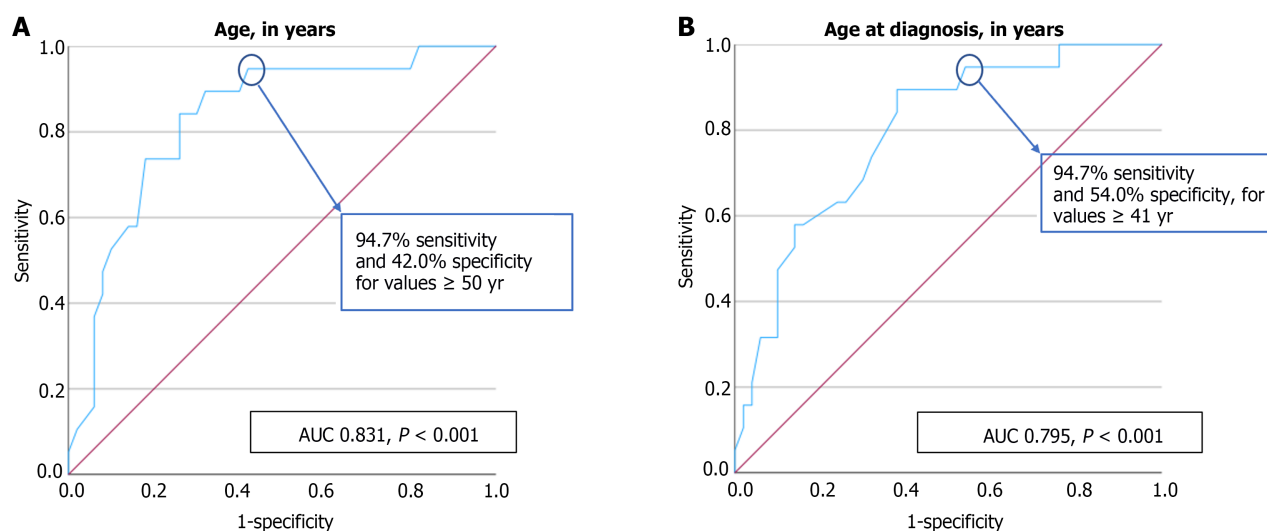 A
Age, in years
1.0
0.8
0.6
0.4
0.2
0.0
Sensitivity
94.7% sensitivity
and 42.0% specificity
for values ≥ 50 yr
AUC 0.831, P < 0.001
0.0 0.2 0.4 0.6 0.8 1.0
1-specificity
B
Age at diagnosis, in years
1.0
0.8
0.6
0.4
0.2
0.0
Sensitivity
94.7% sensitivity
and 54.0% specificity, for
values ≥ 41 yr
AUC 0.795, P < 0.001
0.0 0.2 0.4 0.6 0.8 1.0
1-specificity